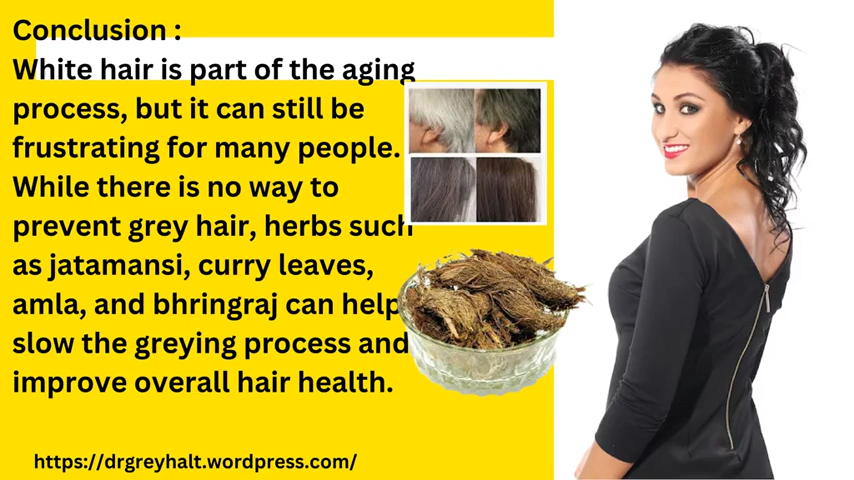 Conclusion :
White hair is part of the aging
process, but it can still be
frustrating for many people.
While there is no way to
prevent grey hair, herbs such
as jatamansi, curry leaves,
amla, and bhringraj can help
slow the greying process and
improve overall hair health.
https://drgreyhalt.wordpress.com/